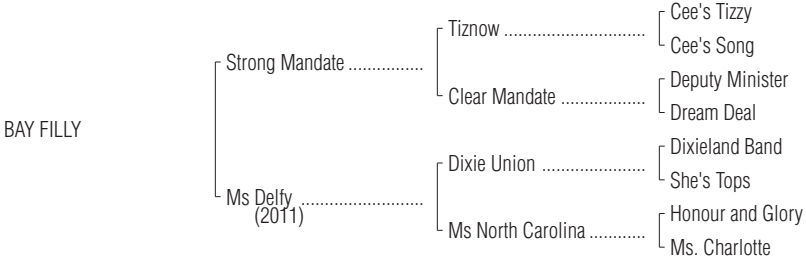 Cee's Tizzy
Tiznow ..............................
Cee's Song
Strong Mandate ................
Deputy Minister
Clear Mandate ..................
Dream Deal
BAY FILLY
Dixieland Band
Dixie Union ......................
She's Tops
Ms Delfy ..........................
(2011)
Honour and Glory
Ms North Carolina ............
Ms. Charlotte